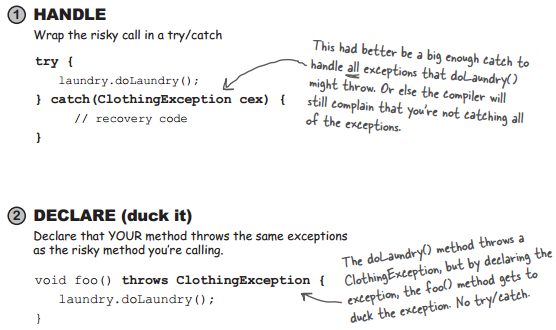 1 HANDLE
Wrap the risky call in a try/catch
try {
laundry.doLaundry();
} catch(ClothingException cex) {
// recovery code
}
This had better be a big enough catch to
handle all exceptions that doLaundry()
might throw. Or else the compiler will
still complain that you're not catching all
of the exceptions.
2 DECLARE (duck it)
Declare that YOUR method throws the same exceptions
as the risky method you're calling.
void foo() throws ClothingException {
laundry.doLaundry();
}
The doLaundry() method throws a
ClothingException, but by declaring the
exception, the foo() method gets to
duck the exception. No try/catch.